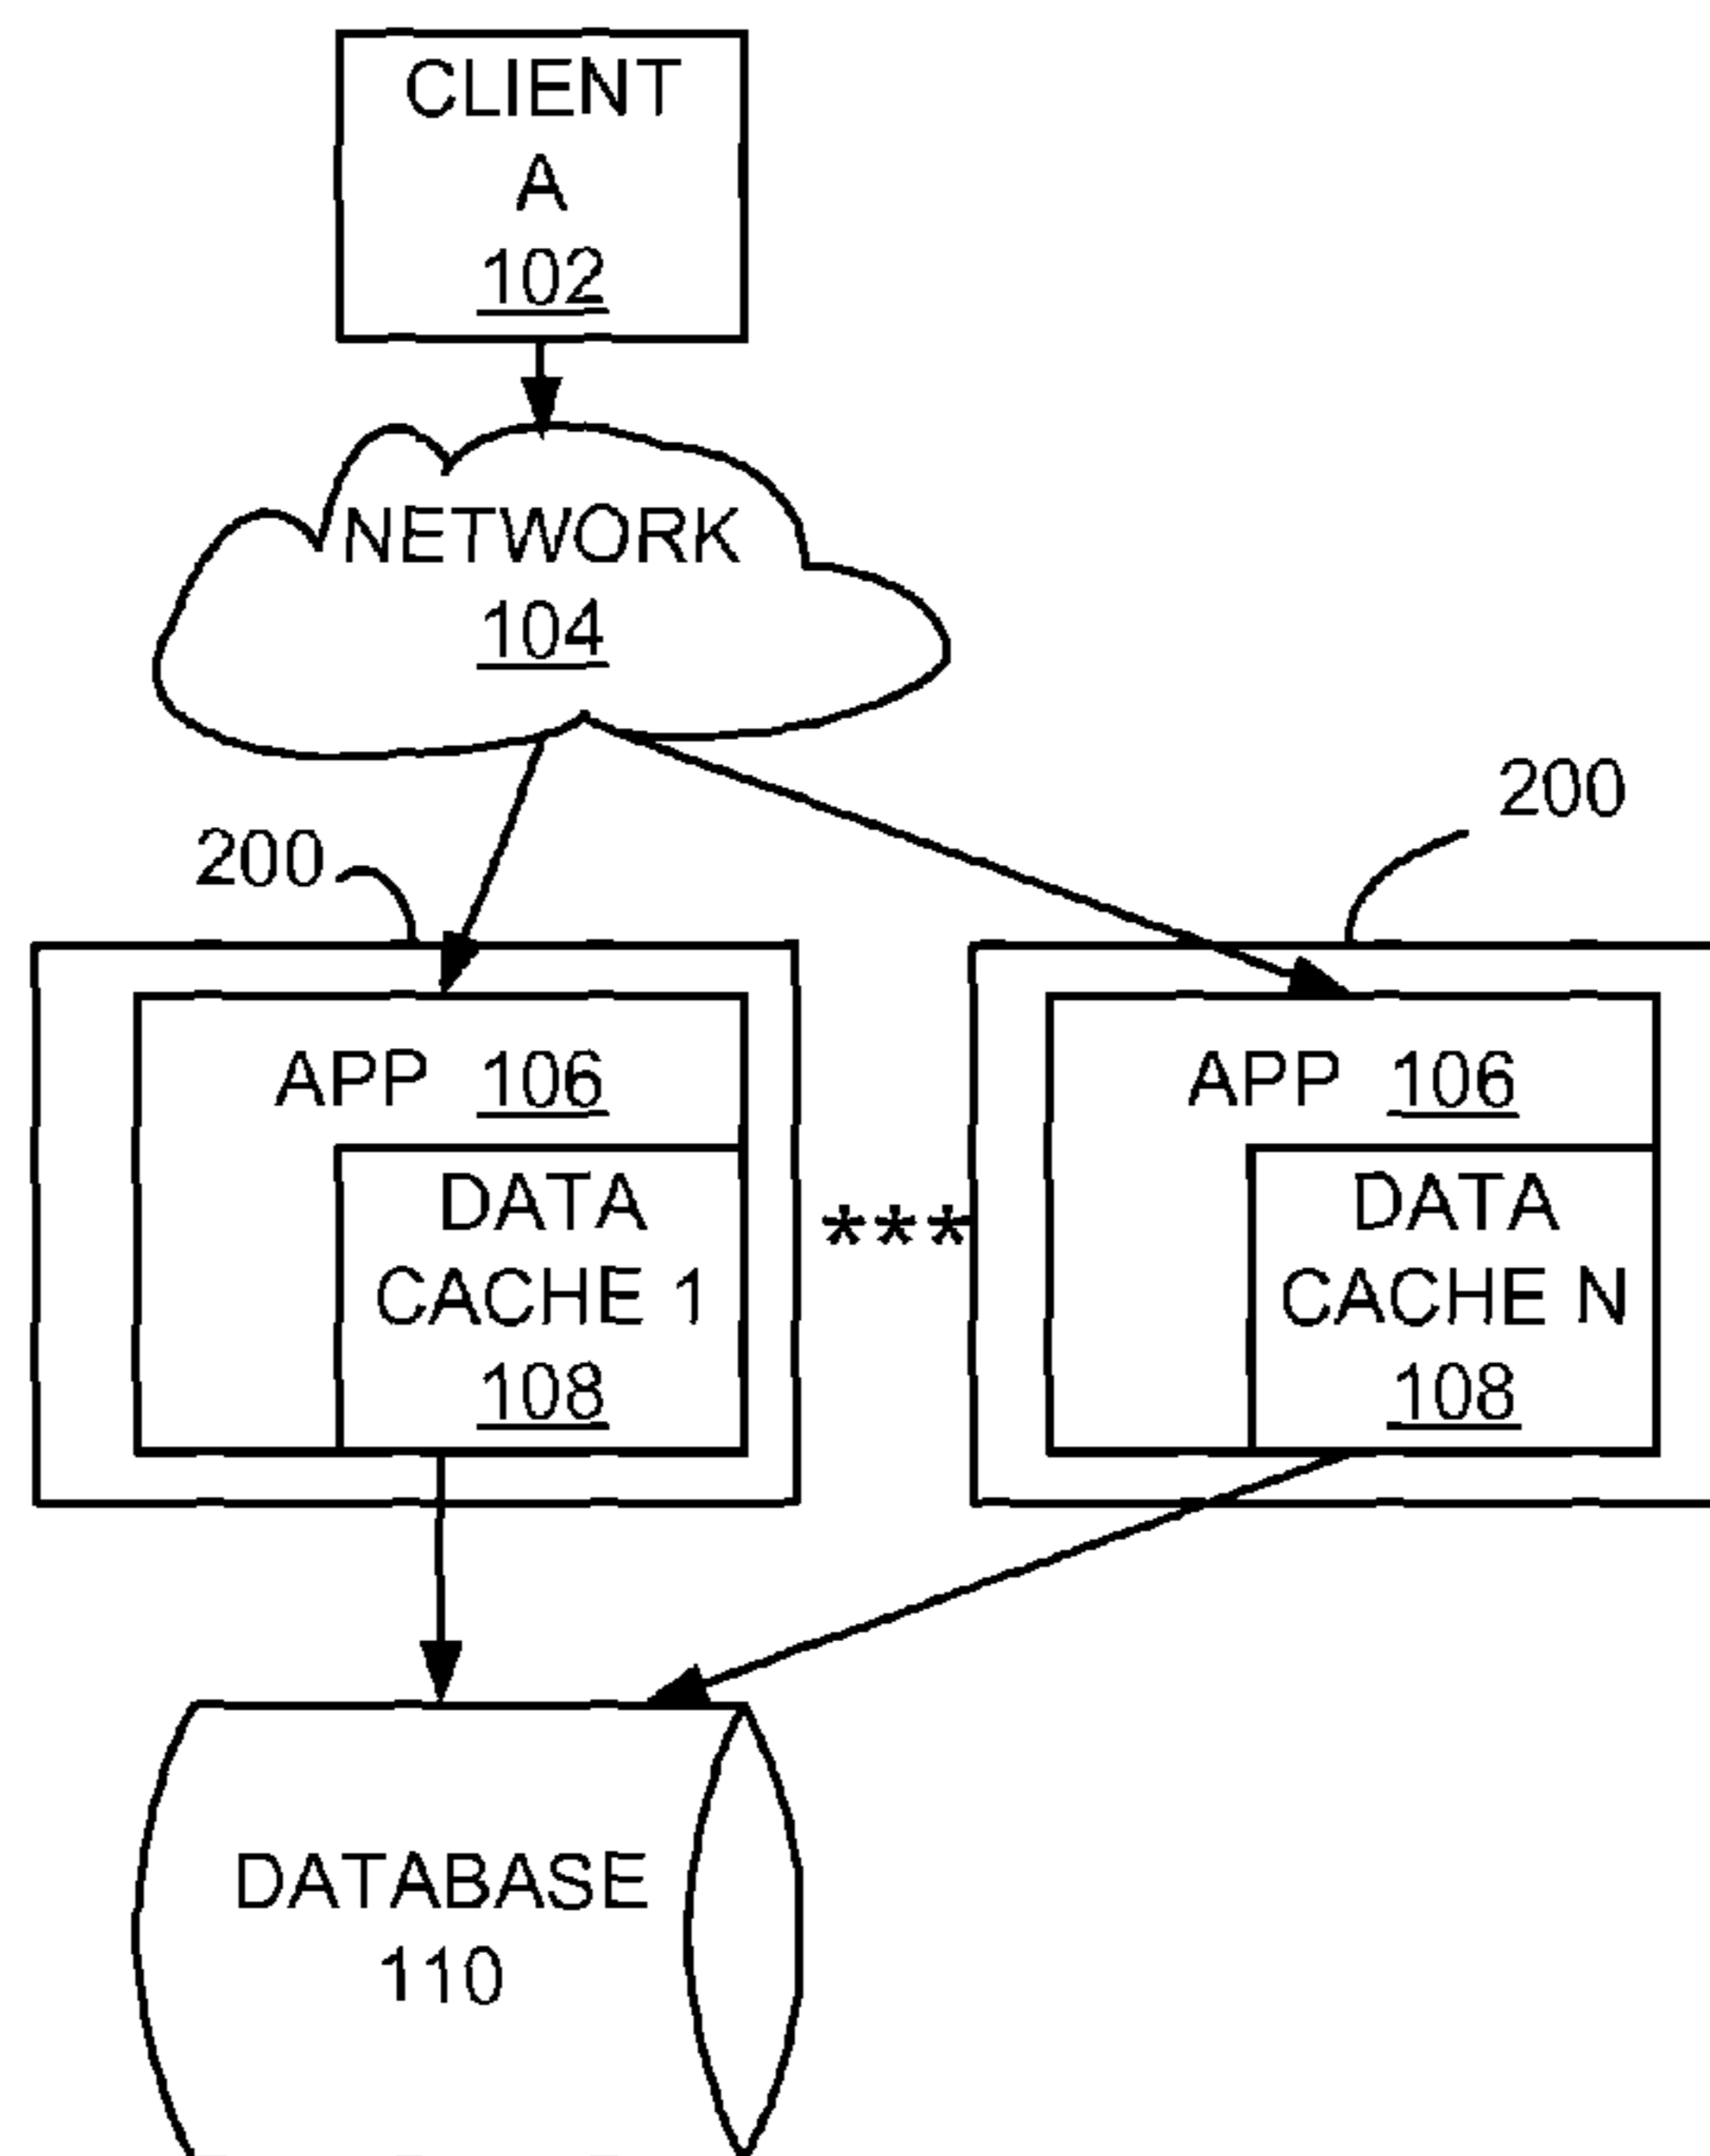 CLIENT
A
102
NETWORK
104
200
200
APP 106
DATA
CACHE 1
108
***
APP 106
DATA
CACHE N
108
DATABASE
110